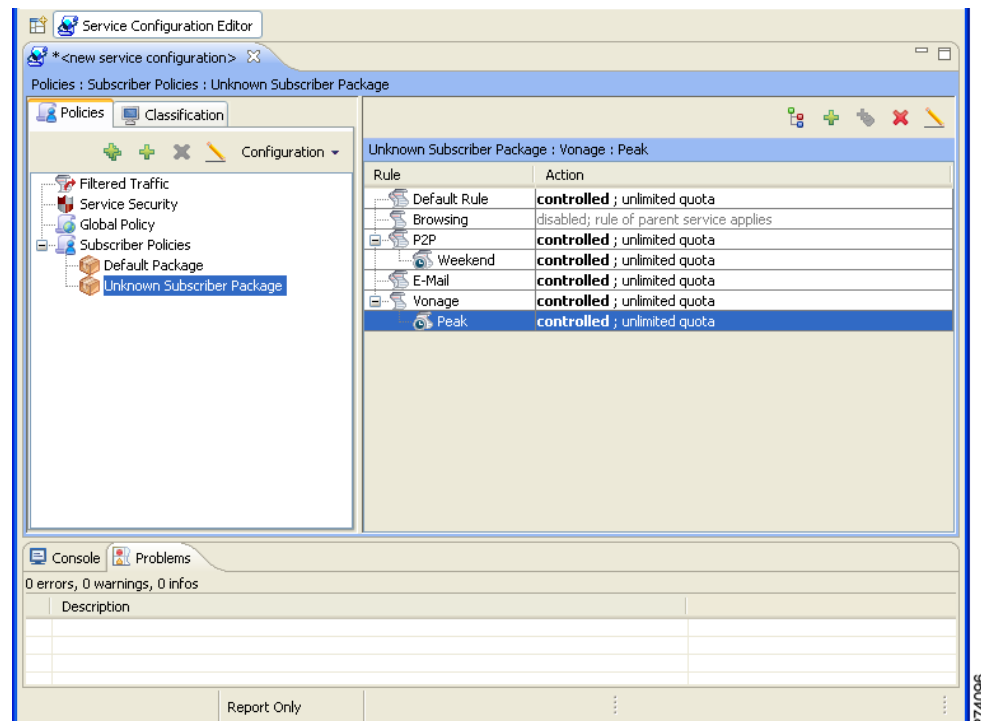 Service Configuration Editor
*<new service configuration>
Policies : Subscriber Policies : Unknown Subscriber Package
Policies
Classification
Configuration
Filtered Traffic
Service Security
Global Policy
Subscriber Policies
Default Package
Unknown Subscriber Package
Unknown Subscriber Package : Vonage : Peak
Rule Action
Default Rule controlled ; unlimited quota
Browsing disabled; rule of parent service applies
P2P controlled ; unlimited quota
Weekend controlled ; unlimited quota
E-Mail controlled ; unlimited quota
Vonage controlled ; unlimited quota
Peak controlled ; unlimited quota
Console
Problems
0 errors, 0 warnings, 0 infos
Description
Report Only
274096